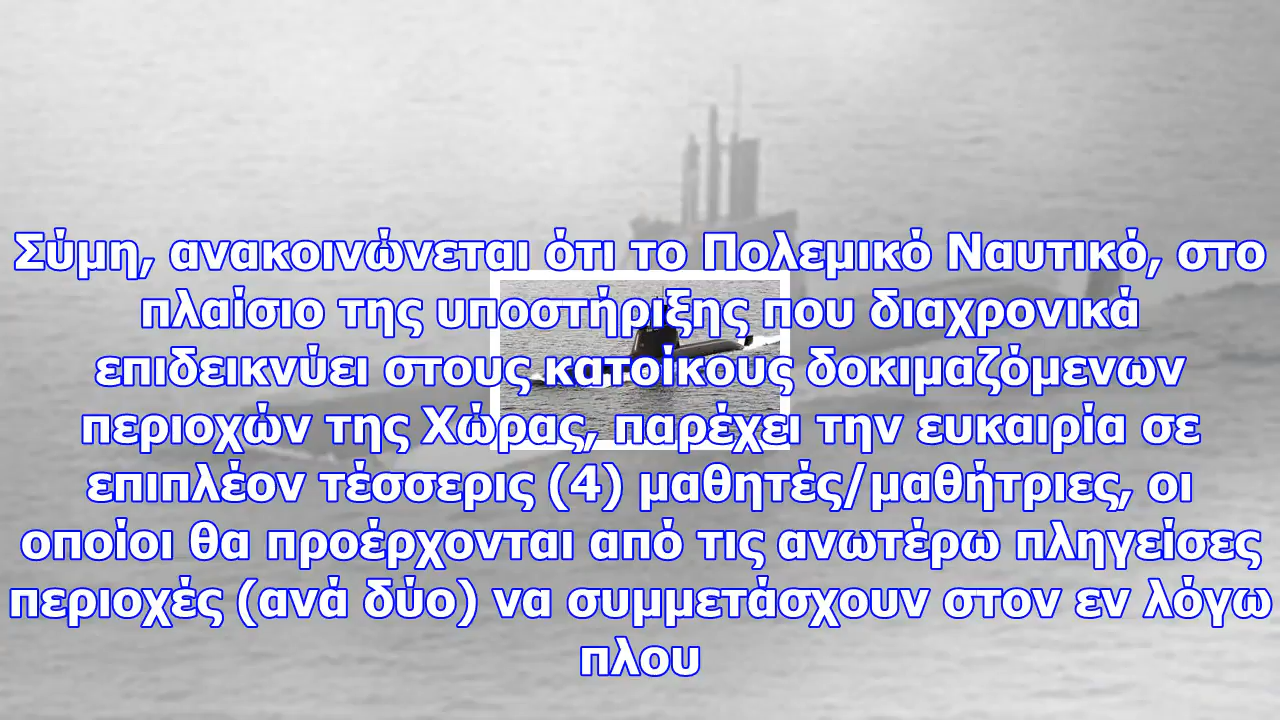 Σύμη, ανακοινώνεται ότι το Πολεμικό Ναυτικό, στο
πλαίσιο της υποστήριξης που διαχρονικά
επιδεικνύει στους κατοίκους δοκιμαζόμενων
περιοχών της Χώρας, παρέχει την ευκαιρία σε
επιπλέον τέσσερις (4) μαθητές/μαθήτριες, οι
οποίοι θα προέρχονται από τις ανωτέρω πληγείσες
περιοχές (ανά δύο) να συμμετάσχουν στον εν λόγω
πλου